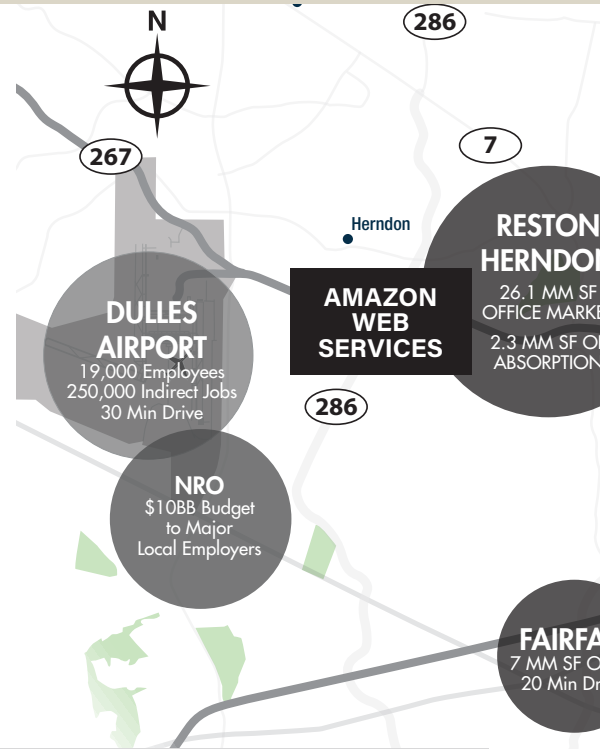 N
286
267
7
Herndon
RESTON
HERNDON
26.1 MM SF
OFFICE MARKE
2.3 MM SF O
ABSORPTION
AMAZON
WEB
SERVICES
DULLES
AIRPORT
19,000 Employees
250,000 Indirect Jobs
30 Min Drive
286
NRO
$10BB Budget
to Major
Local Employers
FAIRFA
7 MM SF O
20 Min Dr